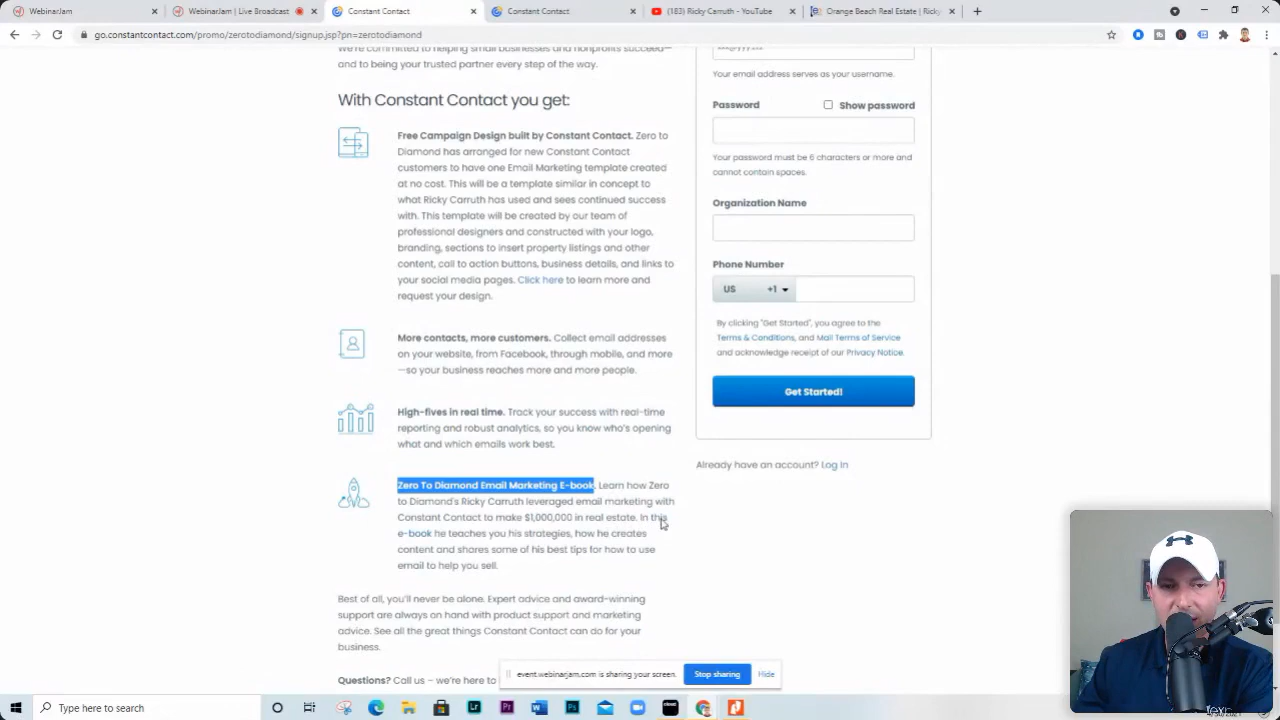 WebinarJam
WebinarJam | Live Broadcast
Constant Contact
Constant Contact
(183) Ricky Carruth - YouTube
Orange Beach Real Estate | Ricky
go.constantcontact.com/promo/zerotodiamond/signup.jsp?pn=zerotodiamond
We're committed to helping small businesses and nonprofits succeed—
and to being your trusted partner every step of the way.
With Constant Contact you get:
Free Campaign Design built by Constant Contact. Zero to
Diamond has arranged for new Constant Contact
customers to have one Email Marketing template created
at no cost. This will be a template similar in concept to
what Ricky Carruth has used and sees continued success
with. This template will be created by our team of
professional designers and constructed with your logo,
branding, sections to insert property listings and other
content, call to action buttons, business details, and links to
your social media pages. Click here to learn more and
request your design.
More contacts, more customers. Collect email addresses
on your website, from Facebook, through mobile, and more
—so your business reaches more and more people.
High-fives in real time. Track your success with real-time
reporting and robust analytics, so you know who's opening
what and which emails work best.
Zero To Diamond Email Marketing E-book. Learn how Zero
to Diamond's Ricky Carruth leveraged email marketing with
Constant Contact to make $1,000,000 in real estate. In this
e-book he teaches you his strategies, how he creates
content and shares some of his best tips for how to use
email to help you sell.
Best of all, you'll never be alone. Expert advice and award-winning
support are always on hand with product support and marketing
advice. See all the great things Constant Contact can do for your
business.
Questions? Call us – we're here to
Your email address serves as your username.
Password
Show password
Your password must be 6 characters or more and
cannot contain spaces.
Organization Name
Phone Number
US +1
By clicking "Get Started", you agree to the
Terms & Conditions, and Mail Terms of Service
and acknowledge receipt of our Privacy Notice.
Get Started!
Already have an account? Log In
event.webinarjam.com is sharing your screen.
Stop sharing
Hide
Type here to search